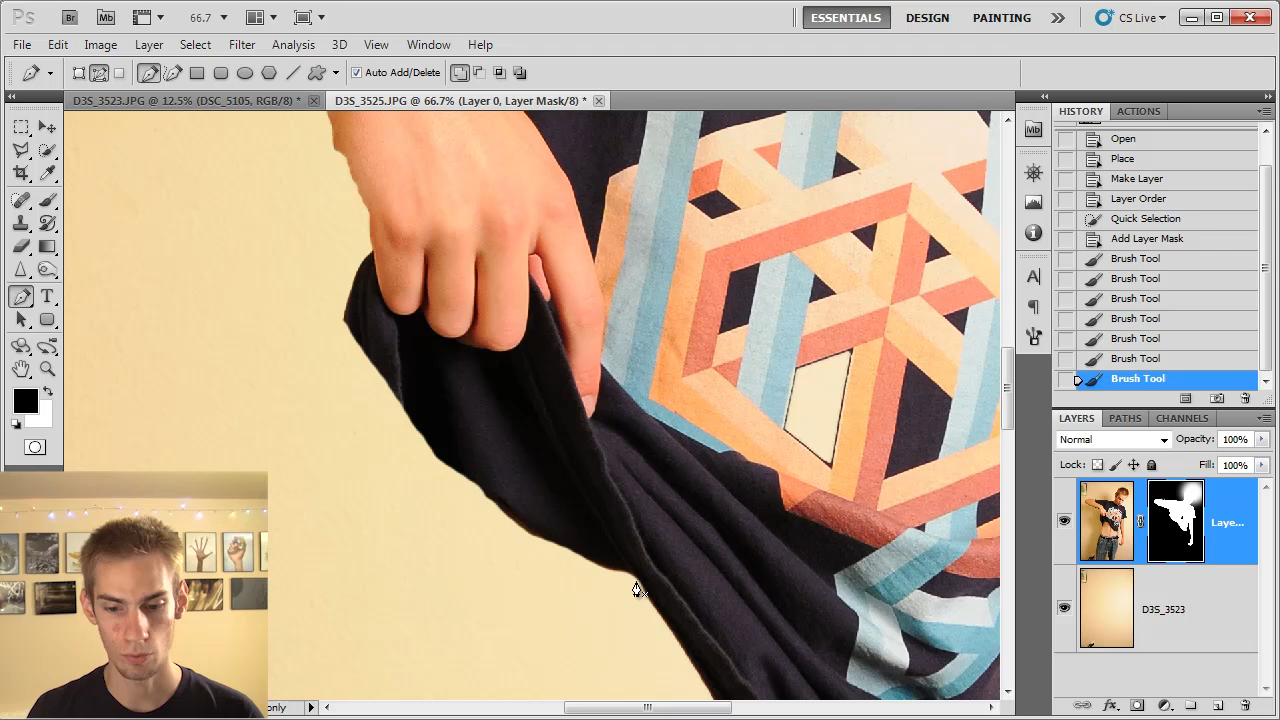 Ps Br Mb 66.7 ESSENTIALS DESIGN PAINTING CS Live
File Edit Image Layer Select Filter Analysis 3D View Window Help
Auto Add/Delete
D3S_3523.JPG @ 12.5% (DSC_5105, RGB/8) *
D3S_3525.JPG @ 66.7% (Layer 0, Layer Mask/8) *
HISTORY ACTIONS
Open
Place
Make Layer
Layer Order
Quick Selection
Add Layer Mask
Brush Tool
Brush Tool
Brush Tool
Brush Tool
Brush Tool
Brush Tool
Brush Tool
LAYERS PATHS CHANNELS
Normal Opacity: 100%
Lock: Fill: 100%
Laye...
D3S_3523
only
Mb
A
T
fx